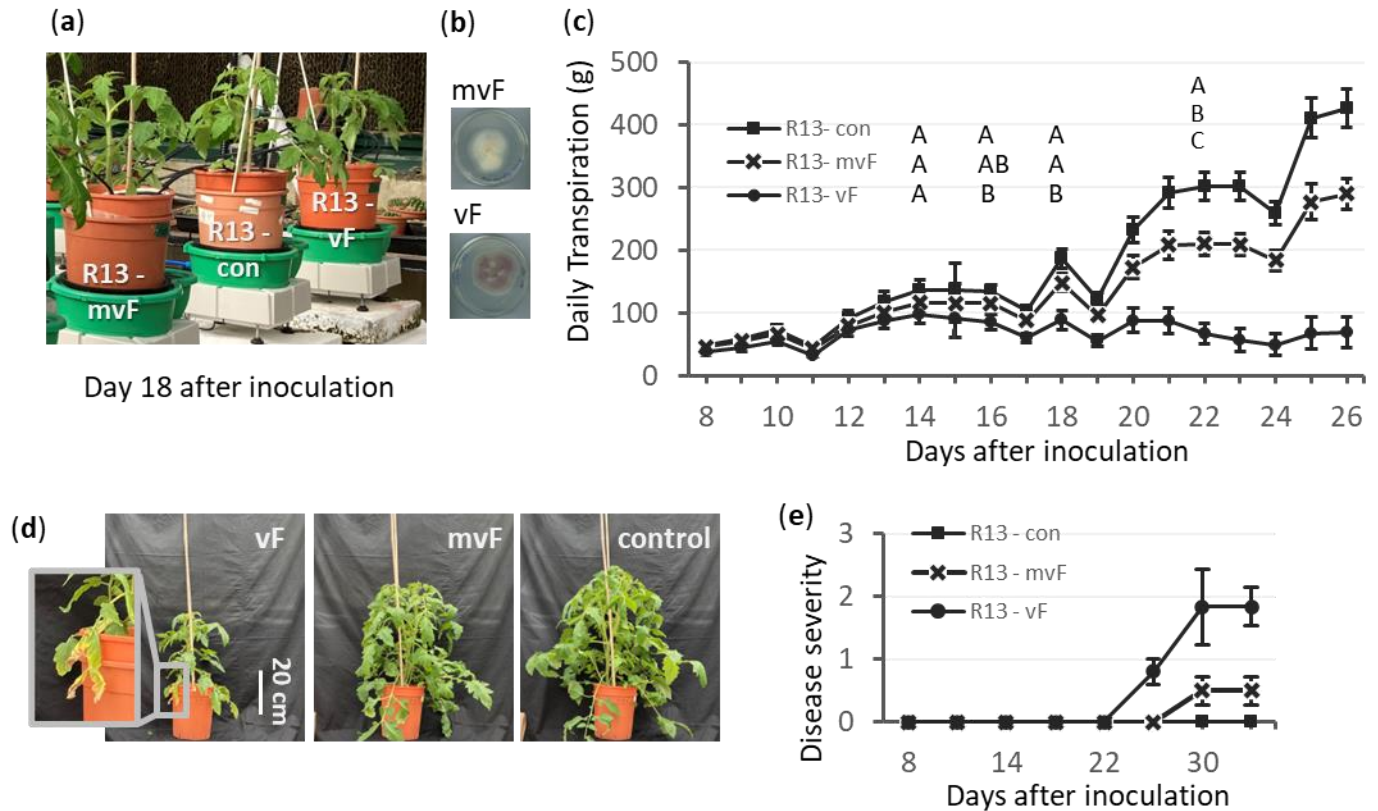 (a)
R13 -
mvF
R13 -
con
R13 -
vF
Day 18 after inoculation
(b)
mvF
vF
(c)
Daily Transpiration (g)
500
400
300
200
100
0
R13- con
R13- mvF
R13- vF
A
A
A
A
AB
B
A
A
B
A
B
C
8
10
12
14
16
18
20
22
24
26
Days after inoculation
(d)
vF
20 cm
mvF
control
(e)
Disease severity
3
2
1
0
R13 - con
R13 - mvF
R13 - vF
8
14
22
30
Days after inoculation